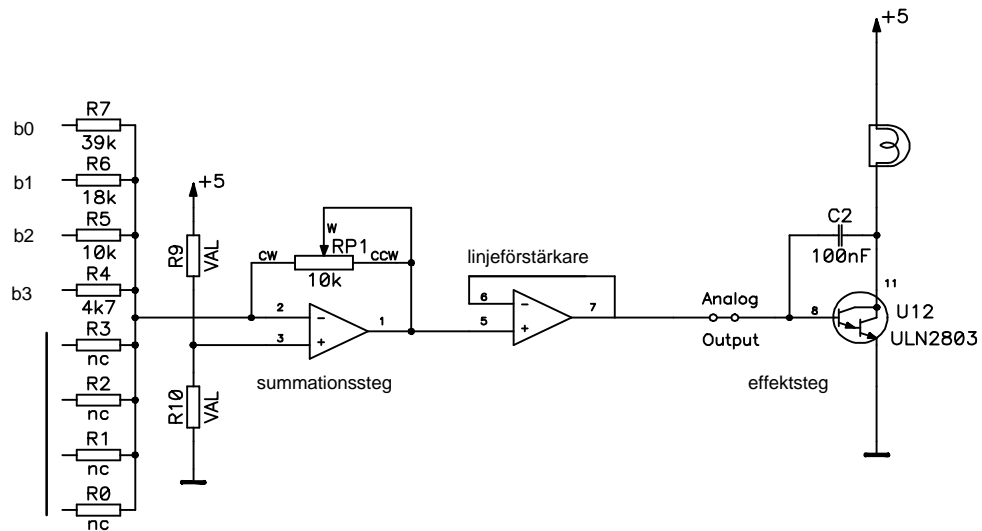 +5
R7
b0
39k
R6
b1
18k
+5
R5
b2
10k
R9
VAL
W
CW
RP1
CCW
10k
C2
100nF
linjeförstärkare
R4
b3
4k7
2
−
1
3
+
6
−
7
5
+
Analog
Output
8
11
U12
ULN2803
R3
nc
summationssteg
effektsteg
R2
nc
R10
VAL
R1
nc
R0
nc